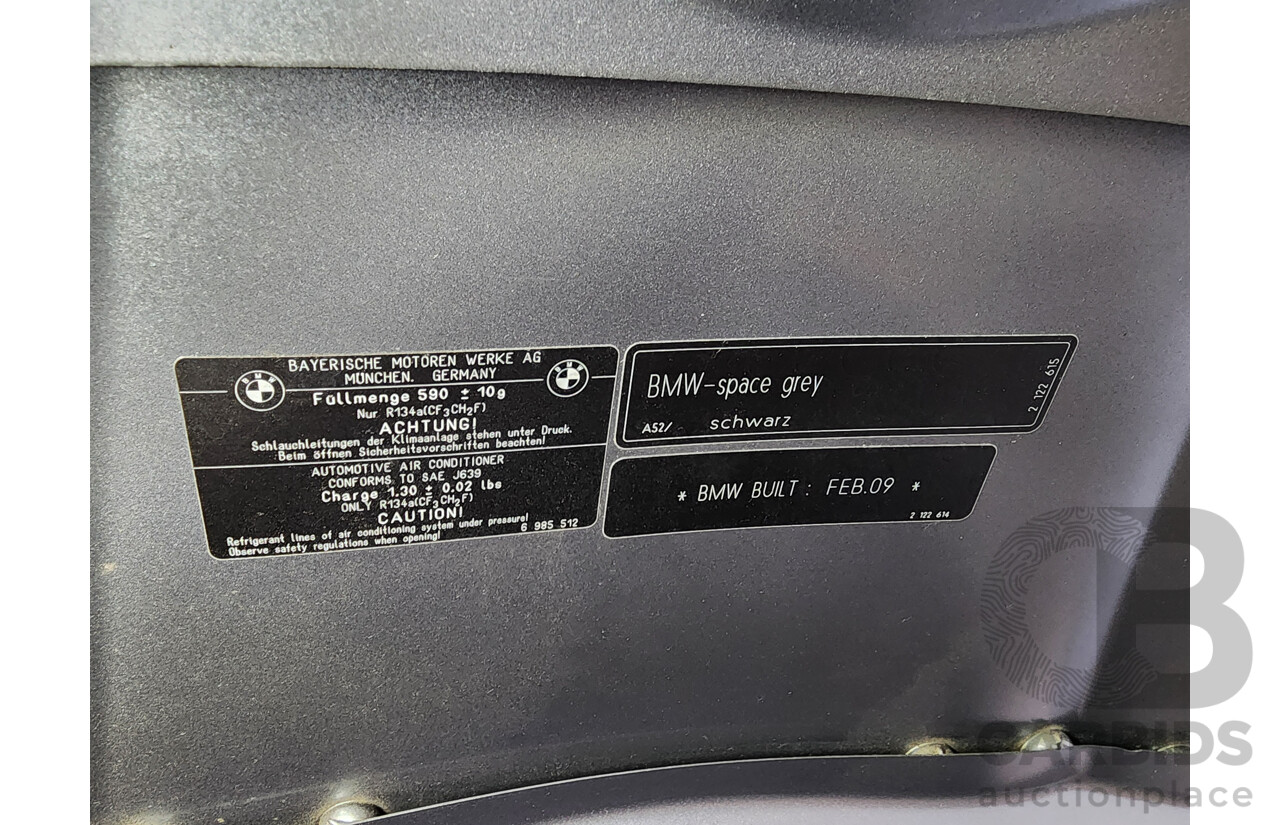 BAYERISCHE MOTOREN WERKE AG
MÜNCHEN, GERMANY
BMW
BMW
Füllmenge 590 ± 10g
Nur R134a(CF3CH2F)
ACHTUNG!
Schlauchleitungen der Klimaanlage stehen unter Druck.
Beim öffnen Sicherheitsvorschriften beachten!
AUTOMOTIVE AIR CONDITIONER
CONFORMS TO SAE J639
Charge 1.30 ± 0.02 lbs
ONLY R134a(CF3CH2F)
CAUTION!
Refrigerant lines of air conditioning system under pressure!
Observe safety regulations when opening!
6 985 512
BMW-space grey
A52/ schwarz
2 122 615
* BMW BUILT : FEB.09 *
2 122 614
CB
CARBIDS
auctionplace